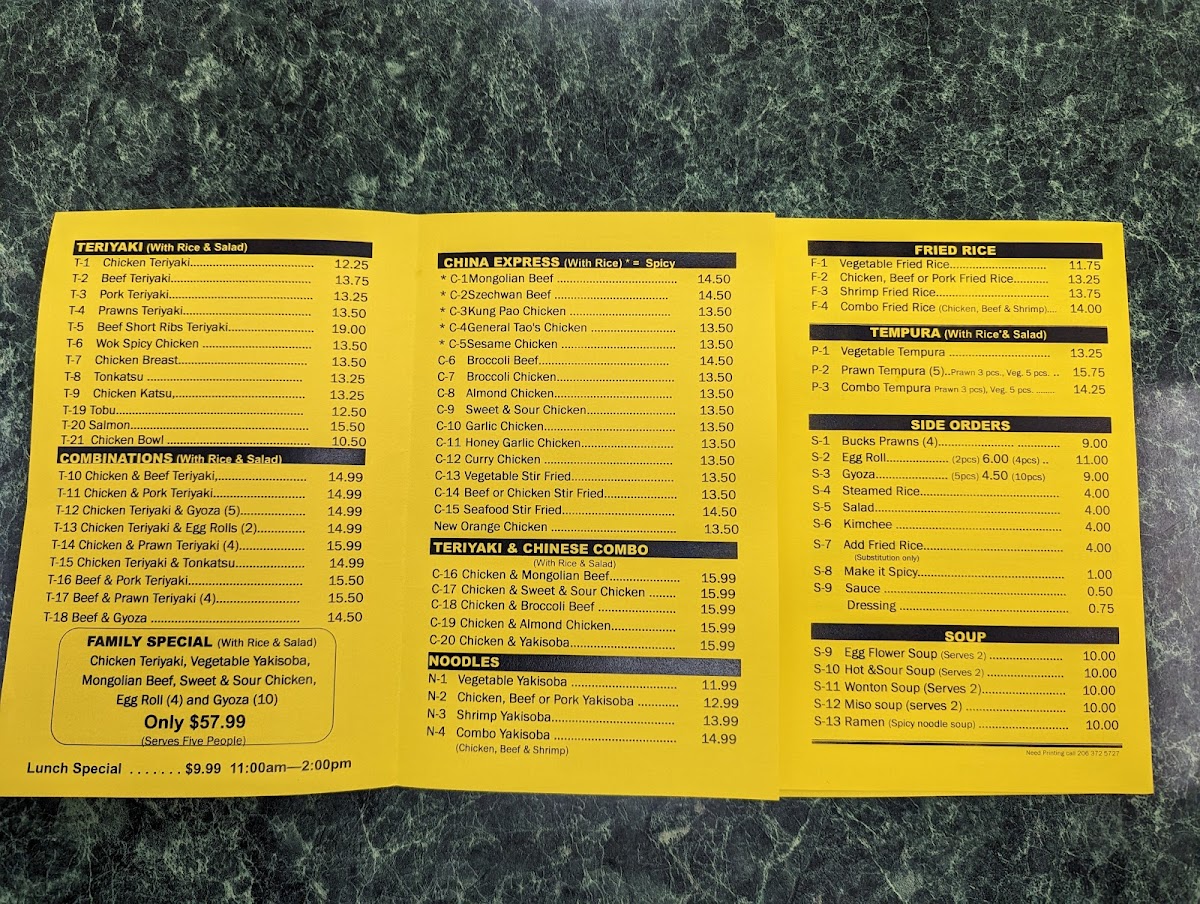 TERIYAKI (With Rice & Salad)
T-1 Chicken Teriyaki.................................... 12.25
T-2 Beef Teriyaki.......................................... 13.75
T-3 Pork Teriyaki.......................................... 13.25
T-4 Prawns Teriyaki...................................... 13.50
T-5 Beef Short Ribs Teriyaki......................... 19.00
T-6 Wok Spicy Chicken ................................ 13.50
T-7 Chicken Breast....................................... 13.50
T-8 Tonkatsu ................................................ 13.25
T-9 Chicken Katsu,........................................ 13.25
T-19 Tobu....................................................... 12.50
T-20 Salmon................................................... 15.50
T-21 Chicken Bowl ......................................... 10.50
COMBINATIONS (With Rice & Salad)
T-10 Chicken & Beef Teriyaki,......................... 14.99
T-11 Chicken & Pork Teriyaki.......................... 14.99
T-12 Chicken Teriyaki & Gyoza (5)................. 14.99
T-13 Chicken Teriyaki & Egg Rolls (2)............ 14.99
T-14 Chicken & Prawn Teriyaki (4)................. 15.99
T-15 Chicken Teriyaki & Tonkatsu.................. 14.99
T-16 Beef & Pork Teriyaki................................ 15.50
T-17 Beef & Prawn Teriyaki (4)....................... 15.50
T-18 Beef & Gyoza ......................................... 14.50
FAMILY SPECIAL (With Rice & Salad)
Chicken Teriyaki, Vegetable Yakisoba,
Mongolian Beef, Sweet & Sour Chicken,
Egg Roll (4) and Gyoza (10)
Only $57.99
(Serves Five People)
Lunch Special ....... $9.99 11:00am—2:00pm
CHINA EXPRESS (With Rice) * = Spicy
* C-1Mongolian Beef ................................... 14.50
* C-2Szechwan Beef .................................. 14.50
* C-3Kung Pao Chicken .............................. 13.50
* C-4General Tao's Chicken ........................ 13.50
* C-5Sesame Chicken ................................ 13.50
C-6 Broccoli Beef........................................ 14.50
C-7 Broccoli Chicken................................... 13.50
C-8 Almond Chicken................................... 13.50
C-9 Sweet & Sour Chicken.......................... 13.50
C-10 Garlic Chicken...................................... 13.50
C-11 Honey Garlic Chicken........................... 13.50
C-12 Curry Chicken ...................................... 13.50
C-13 Vegetable Stir Fried.............................. 13.50
C-14 Beef or Chicken Stir Fried..................... 13.50
C-15 Seafood Stir Fried................................. 14.50
New Orange Chicken ................................... 13.50
TERIYAKI & CHINESE COMBO
(With Rice & Salad)
C-16 Chicken & Mongolian Beef.................... 15.99
C-17 Chicken & Sweet & Sour Chicken ........ 15.99
C-18 Chicken & Broccoli Beef ....................... 15.99
C-19 Chicken & Almond Chicken................... 15.99
C-20 Chicken & Yakisoba.............................. 15.99
NOODLES
N-1 Vegetable Yakisoba ............................... 11.99
N-2 Chicken, Beef or Pork Yakisoba ............ 12.99
N-3 Shrimp Yakisoba.................................... 13.99
N-4 Combo Yakisoba .................................... 14.99
(Chicken, Beef & Shrimp)
FRIED RICE
F-1 Vegetable Fried Rice............................ 11.75
F-2 Chicken, Beef or Pork Fried Rice......... 13.25
F-3 Shrimp Fried Rice................................. 13.75
F-4 Combo Fried Rice (Chicken, Beef & Shrimp).... 14.00
TEMPURA (With Rice'& Salad)
P-1 Vegetable Tempura ............................. 13.25
P-2 Prawn Tempura (5)..Prawn 3 pcs., Veg. 5 pcs. .. 15.75
P-3 Combo Tempura Prawn 3 pcs), Veg. 5 pcs. ........ 14.25
SIDE ORDERS
S-1 Bucks Prawns (4)................................. 9.00
S-2 Egg Roll.................... (2pcs) 6.00 (4pcs) .. 11.00
S-3 Gyoza....................... (5pcs) 4.50 (10pcs) 9.00
S-4 Steamed Rice....................................... 4.00
S-5 Salad..................................................... 4.00
S-6 Kimchee ............................................... 4.00
S-7 Add Fried Rice...................................... 4.00
(Substitution only)
S-8 Make it Spicy........................................ 1.00
S-9 Sauce ................................................... 0.50
Dressing ............................................... 0.75
SOUP
S-9 Egg Flower Soup (Serves 2) .................... 10.00
S-10 Hot &Sour Soup (Serves 2) ..................... 10.00
S-11 Wonton Soup (Serves 2)....................... 10.00
S-12 Miso soup (serves 2) ........................... 10.00
S-13 Ramen (Spicy noodle soup) ....................... 10.00
Need Printing call 206 372 5727